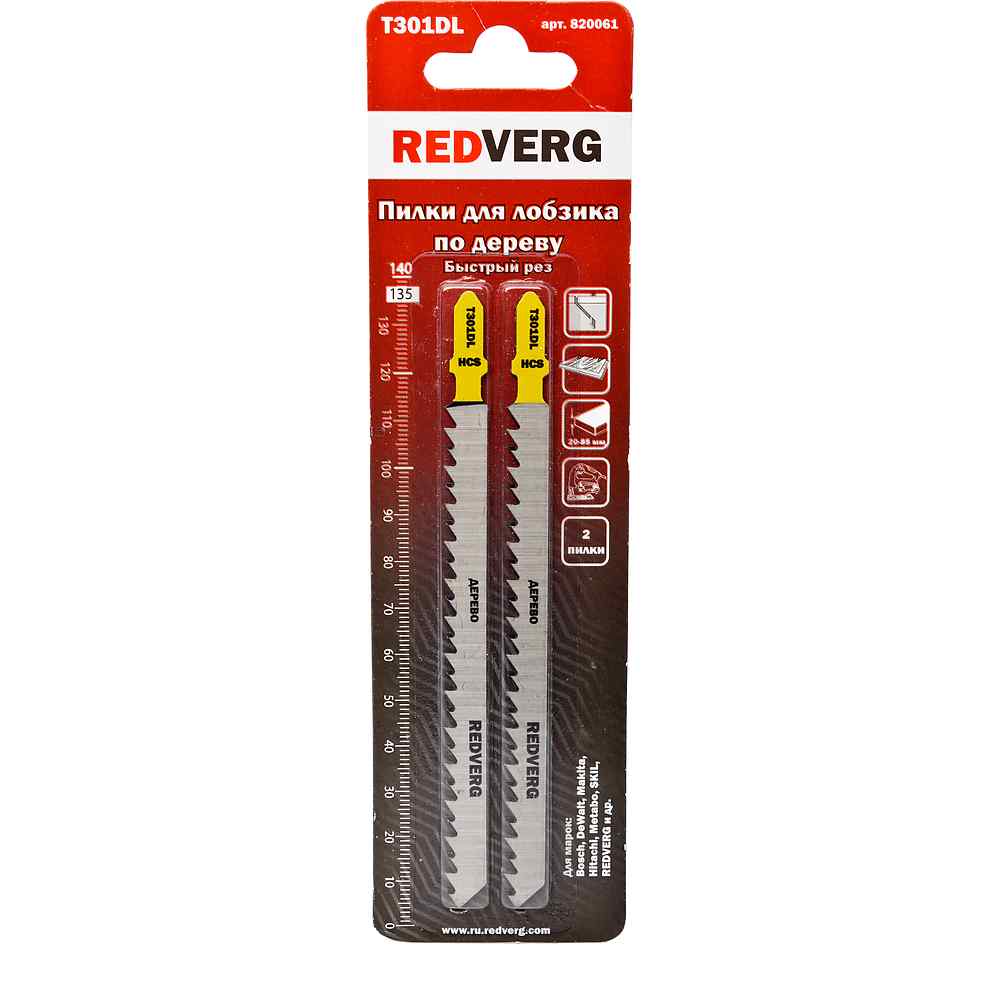 T301DL
арт. 820061
REDVERG
Пилки для лобзика
по дереву
Быстрый рез
140
135
130
120
110
100
90
80
70
60
50
40
30
20
10
0
T301DL
HCS
ДЕРЕВО
REDVERG
T301DL
HCS
ДЕРЕВО
REDVERG
20-85 мм
2
пилки
Для марок:
Bosch, DeWalt, Makita,
Hitachi, Metabo, SKIL,
REDVERG и др.
www.ru.redverg.com